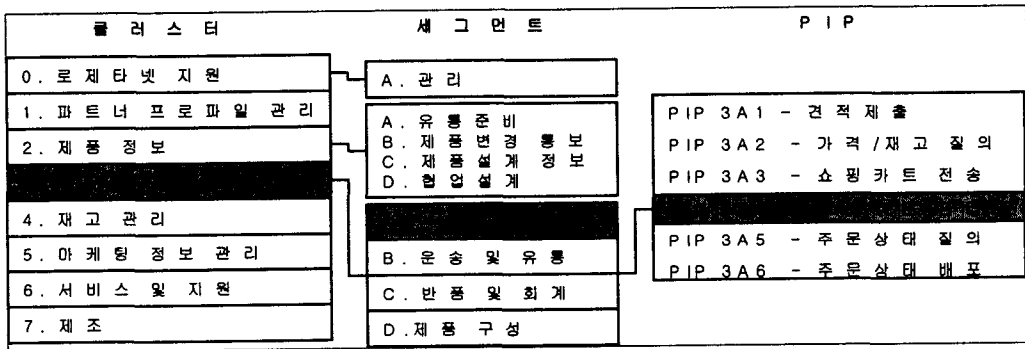 클 러 스 터
세 그 먼 트
P I P
0. 로제타넷 지원
1. 파트너 프로파일 관리
2. 제품 정보
4. 재고 관리
5. 마케팅 정보 관리
6. 서비스 및 지원
7. 제조
A. 관리
A. 유통준비
B. 제품변경 통보
C. 제품설계 정보
D. 협업설계
B. 운송 및 유통
C. 반품 및 회계
D.제품 구성
PIP 3A1 - 견적제출
PIP 3A2 - 가격/재고 질의
PIP 3A3 - 쇼핑카트 전송
PIP 3A5 - 주문상태 질의
PIP 3A6 - 주문상태 배포